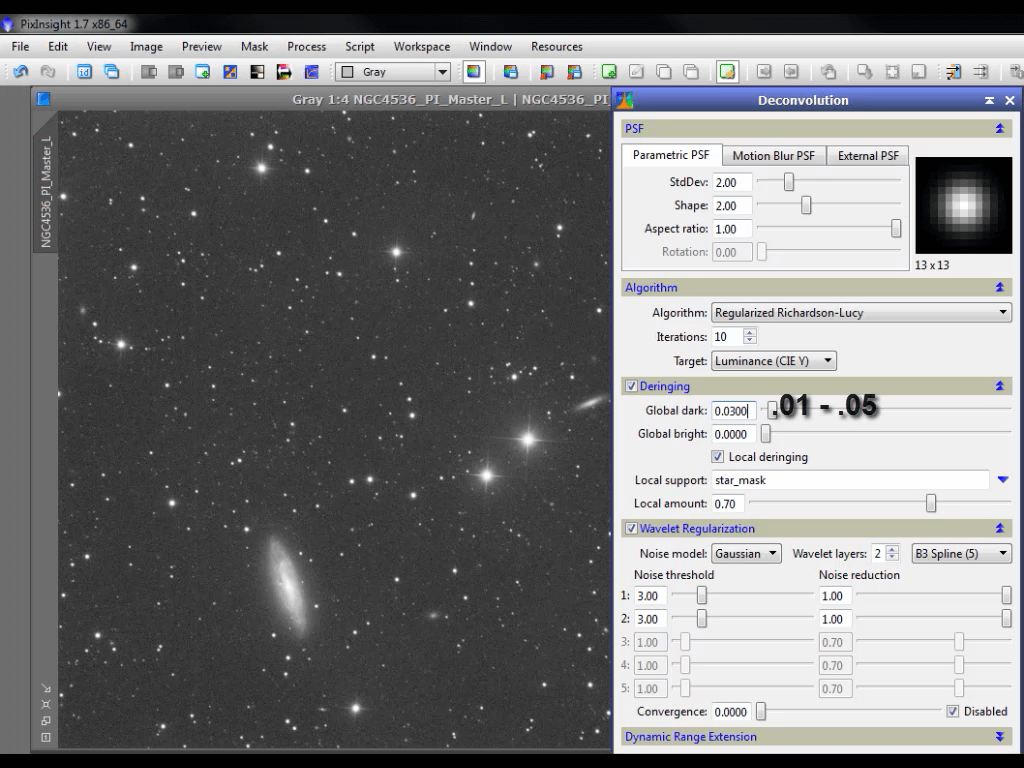 PixInsight 1.7 x86_64
File Edit View Image Preview Mask Process Script Workspace Window Resources
id Gray
Gray 1:4 NGC4536_PI_Master_L | NGC4536_PI
NGC4536_PI_Master_L
Deconvolution
PSF
Parametric PSF Motion Blur PSF External PSF
StdDev: 2.00
Shape: 2.00
Aspect ratio: 1.00
Rotation: 0.00
13 x 13
Algorithm
Algorithm: Regularized Richardson-Lucy
Iterations: 10
Target: Luminance (CIE Y)
Deringing
Global dark: 0.0300 .01 - .05
Global bright: 0.0000
Local deringing
Local support: star_mask
Local amount: 0.70
Wavelet Regularization
Noise model: Gaussian Wavelet layers: 2 B3 Spline (5)
Noise threshold Noise reduction
1: 3.00 1.00
2: 3.00 1.00
3: 1.00 0.70
4: 1.00 0.70
5: 1.00 0.70
Convergence: 0.0000 Disabled
Dynamic Range Extension